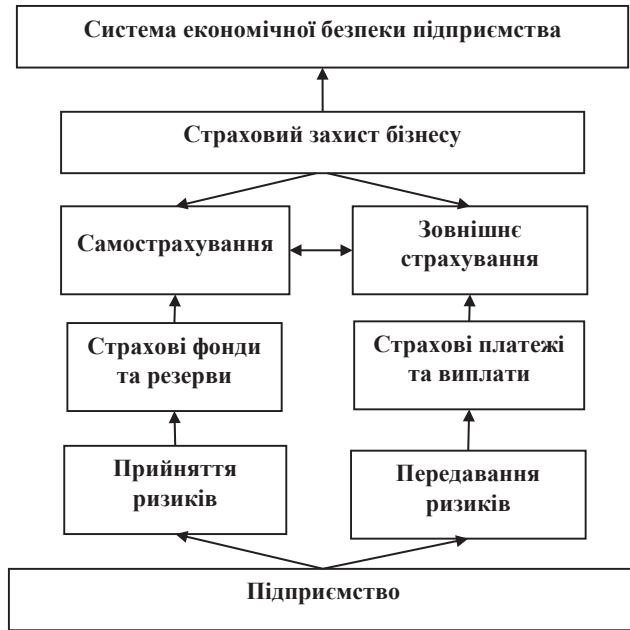 Система економічної безпеки підприємства
Страховий захист бізнесу
Самострахування
Зовнішнє
страхування
Страхові фонди
та резерви
Страхові платежі
та виплати
Прийняття
ризиків
Передавання
ризиків
Підприємство